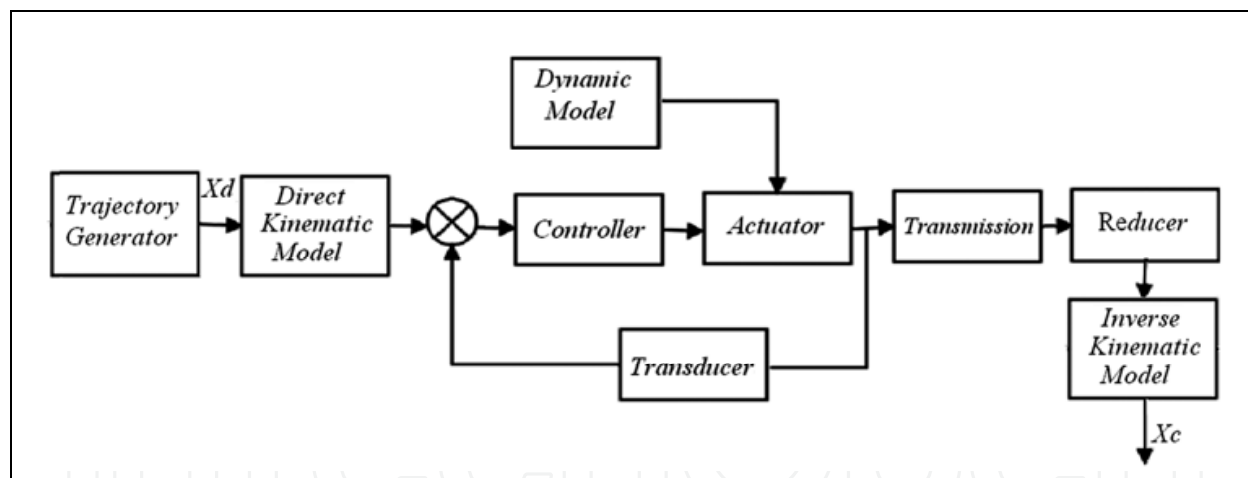 Dynamic
Model
Xd
Trajectory
Generator
Direct
Kinematic
Model
Controller
Actuator
Transmission
Reducer
Transducer
Inverse
Kinematic
Model
Xc